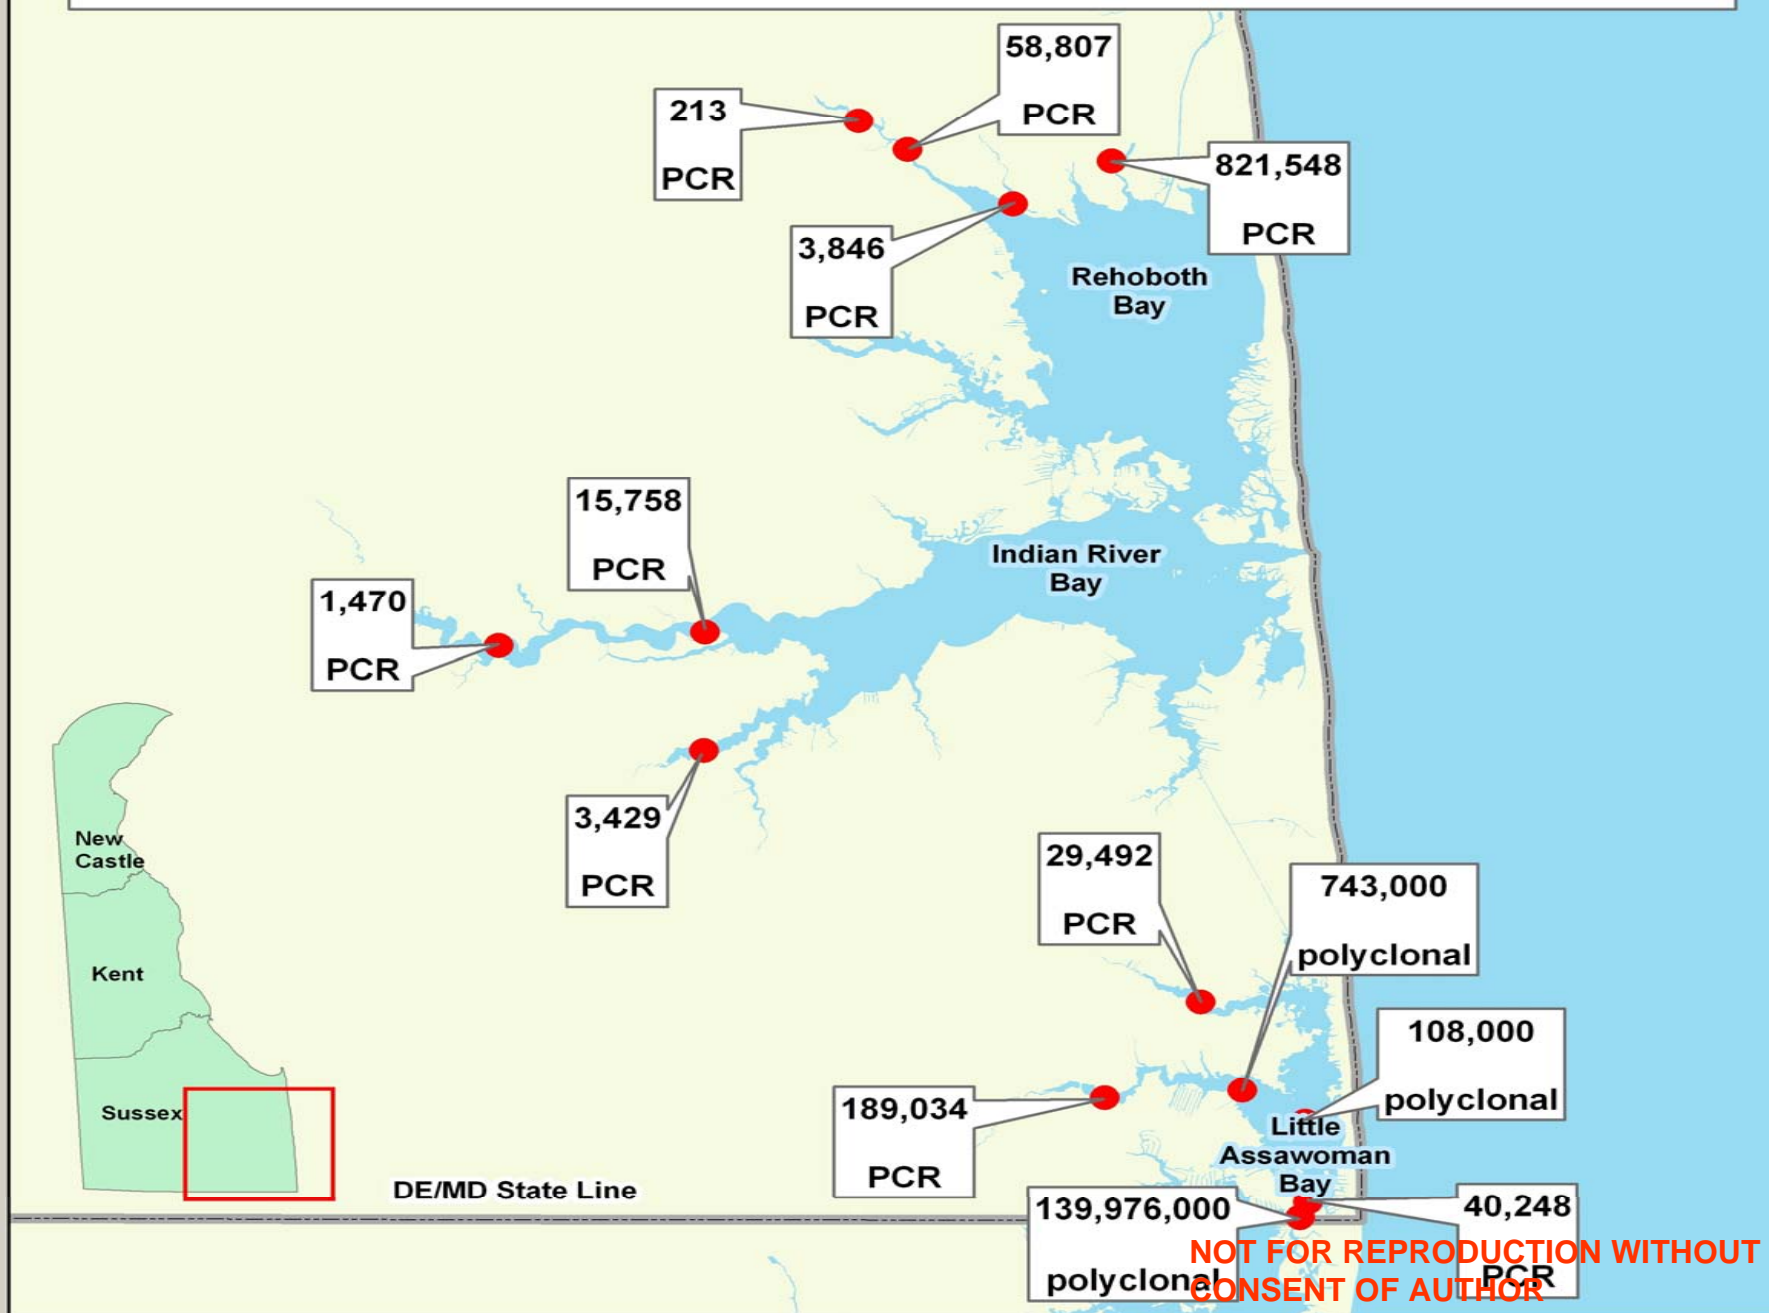 58,807
PCR
213
PCR
821,548
PCR
3,846
PCR
Rehoboth
Bay
15,758
PCR
Indian River
Bay
1,470
PCR
3,429
PCR
New
Castle
Kent
Sussex
29,492
PCR
743,000
polyclonal
108,000
polyclonal
189,034
PCR
Little
Assawoman
Bay
DE/MD State Line
139,976,000
polyclonal
40,248
PCR
NOT FOR REPRODUCTION WITHOUT
CONSENT OF AUTHOR